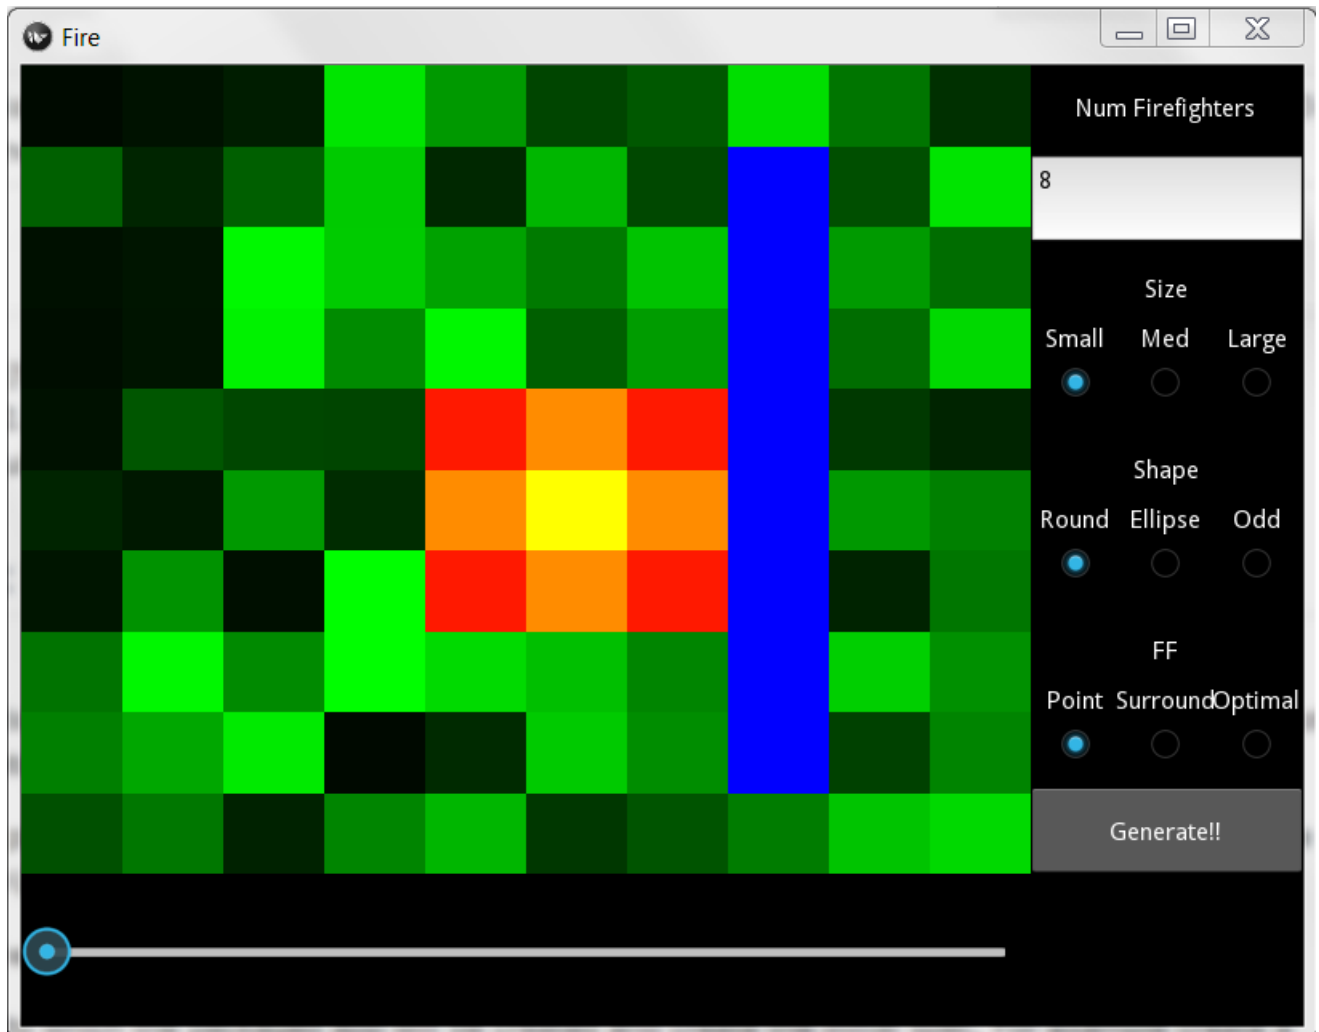 Fire
Num Firefighters
8
Size
Small Med Large
Shape
Round Ellipse Odd
FF
Point Surround Optimal
Generate!!